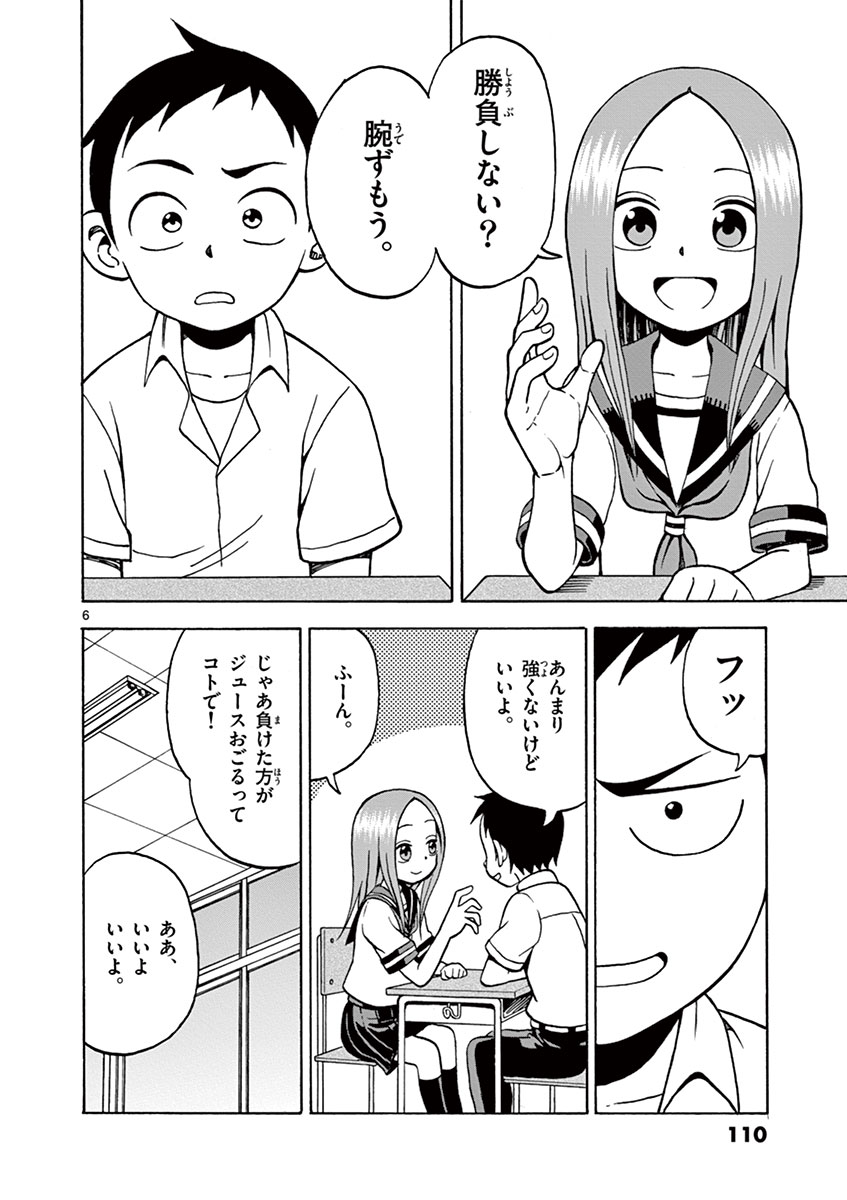 勝負しない？
腕ずもう。
6
フッ
あんまり
強くないけど
いいよ。
ふーん。
じゃあ負けた方が
ジュースおごるって
コトで！
ああ、
いいよ
いいよ。
110